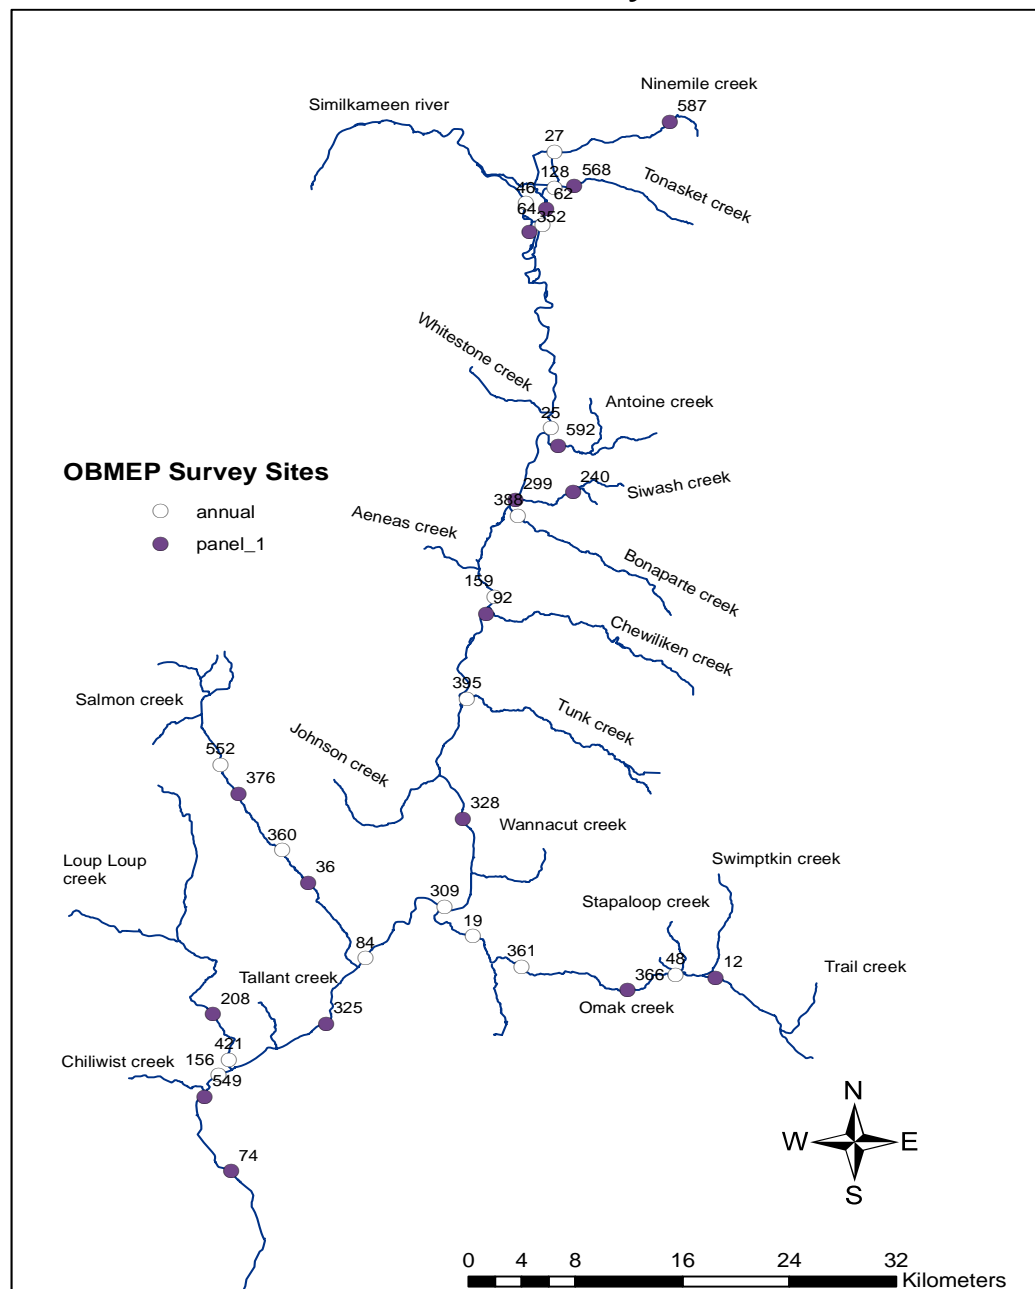 Ninemile creek
587
Similkameen river
27
128
568
Tonasket creek
46
62
64
352
Whitestone creek
25
592
Antoine creek
OBMEP Survey Sites
annual
panel_1
299
240
Siwash creek
388
Aeneas creek
Bonaparte creek
159
92
Chewiliken creek
395
Tunk creek
Salmon creek
Johnson creek
552
376
328
Wannacut creek
360
36
Loup Loup
creek
Swimptkin creek
Stapaloop creek
309
19
84
361
48
12
Trail creek
366
Omak creek
Tallant creek
208
325
421
156
Chiliwist creek
549
74
N
W
E
S
0
4
8
16
24
32
Kilometers